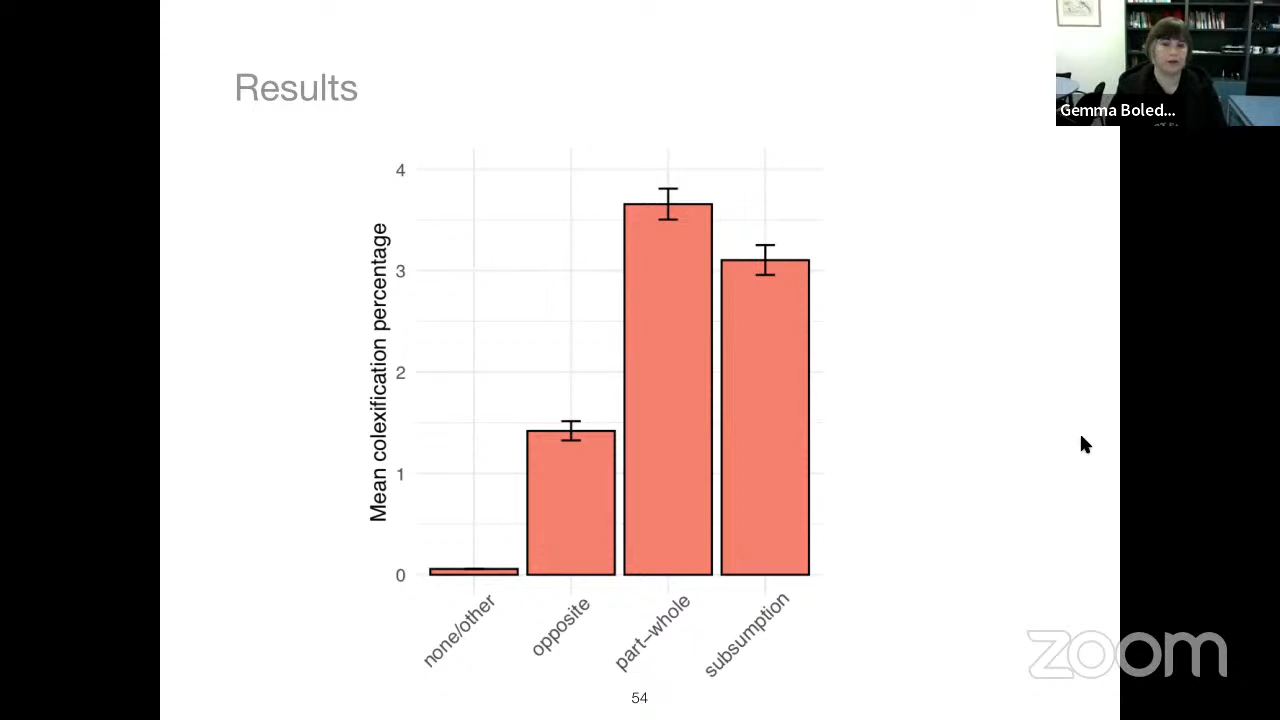 Results
Gemma Boled...
Mean colexification percentage
4
3
2
1
0
none/other
opposite
part–whole
subsumption
54
zoom